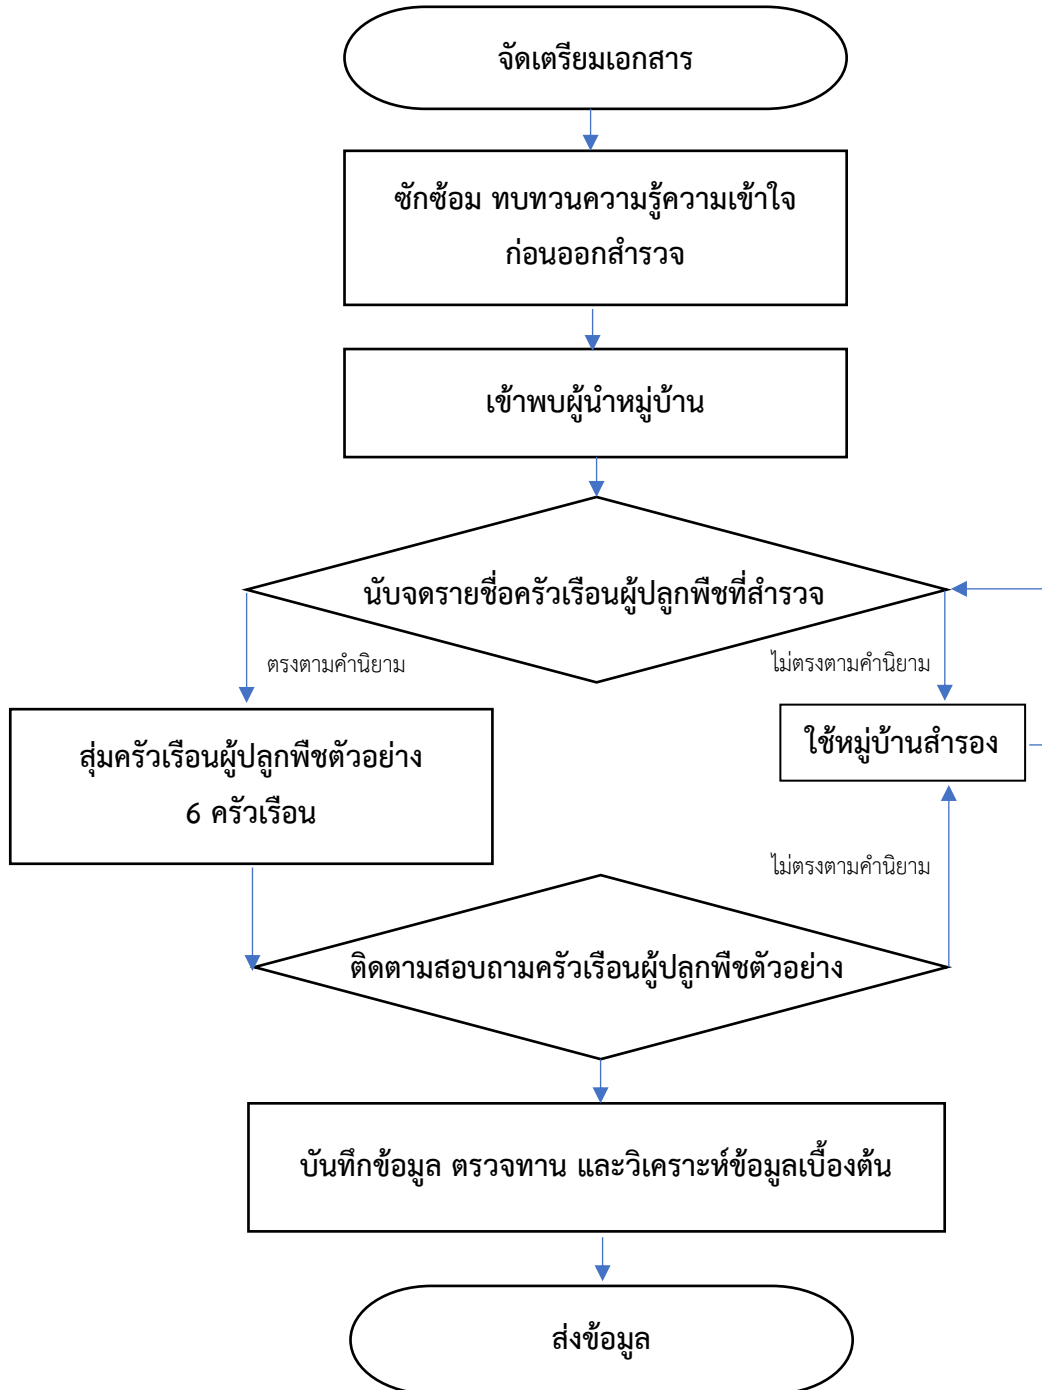 จัดเตรียมเอกสาร
ซักซ้อม ทบทวนความรู้ความเข้าใจ
ก่อนออกสำรวจ
เข้าพบผู้นำหมู่บ้าน
นับจดรายชื่อครัวเรือนผู้ปลูกพืชที่สำรวจ
ตรงตามคำนิยาม
ไม่ตรงตามคำนิยาม
สุ่มครัวเรือนผู้ปลูกพืชตัวอย่าง
6 ครัวเรือน
ใช้หมู่บ้านสำรอง
ไม่ตรงตามคำนิยาม
ติดตามสอบถามครัวเรือนผู้ปลูกพืชตัวอย่าง
บันทึกข้อมูล ตรวจทาน และวิเคราะห์ข้อมูลเบื้องต้น
ส่งข้อมูล